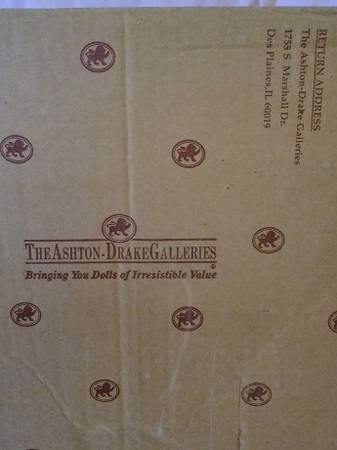 RETURN ADDRESS
The Ashton-Drake Galleries
1755 S. Marshall Dr.
Des Plaines, IL 60019
THE ASHTON-DRAKE GALLERIES®
Bringing You Dolls of Irresistible Value